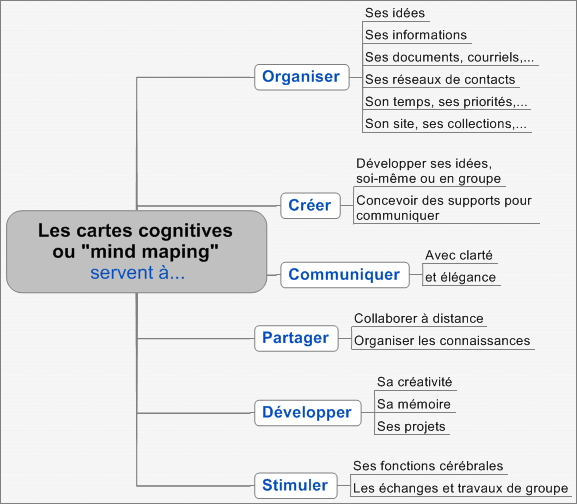 Les cartes cognitives
ou "mind maping"
servent à...
Organiser
Ses idées
Ses informations
Ses documents, courriels,...
Ses réseaux de contacts
Son temps, ses priorités,...
Son site, ses collections,...
Créer
Développer ses idées,
soi-même ou en groupe
Concevoir des supports pour
communiquer
Communiquer
Avec clarté
et élégance
Partager
Collaborer à distance
Organiser les connaissances
Développer
Sa créativité
Sa mémoire
Ses projets
Stimuler
Ses fonctions cérébrales
Les échanges et travaux de groupe